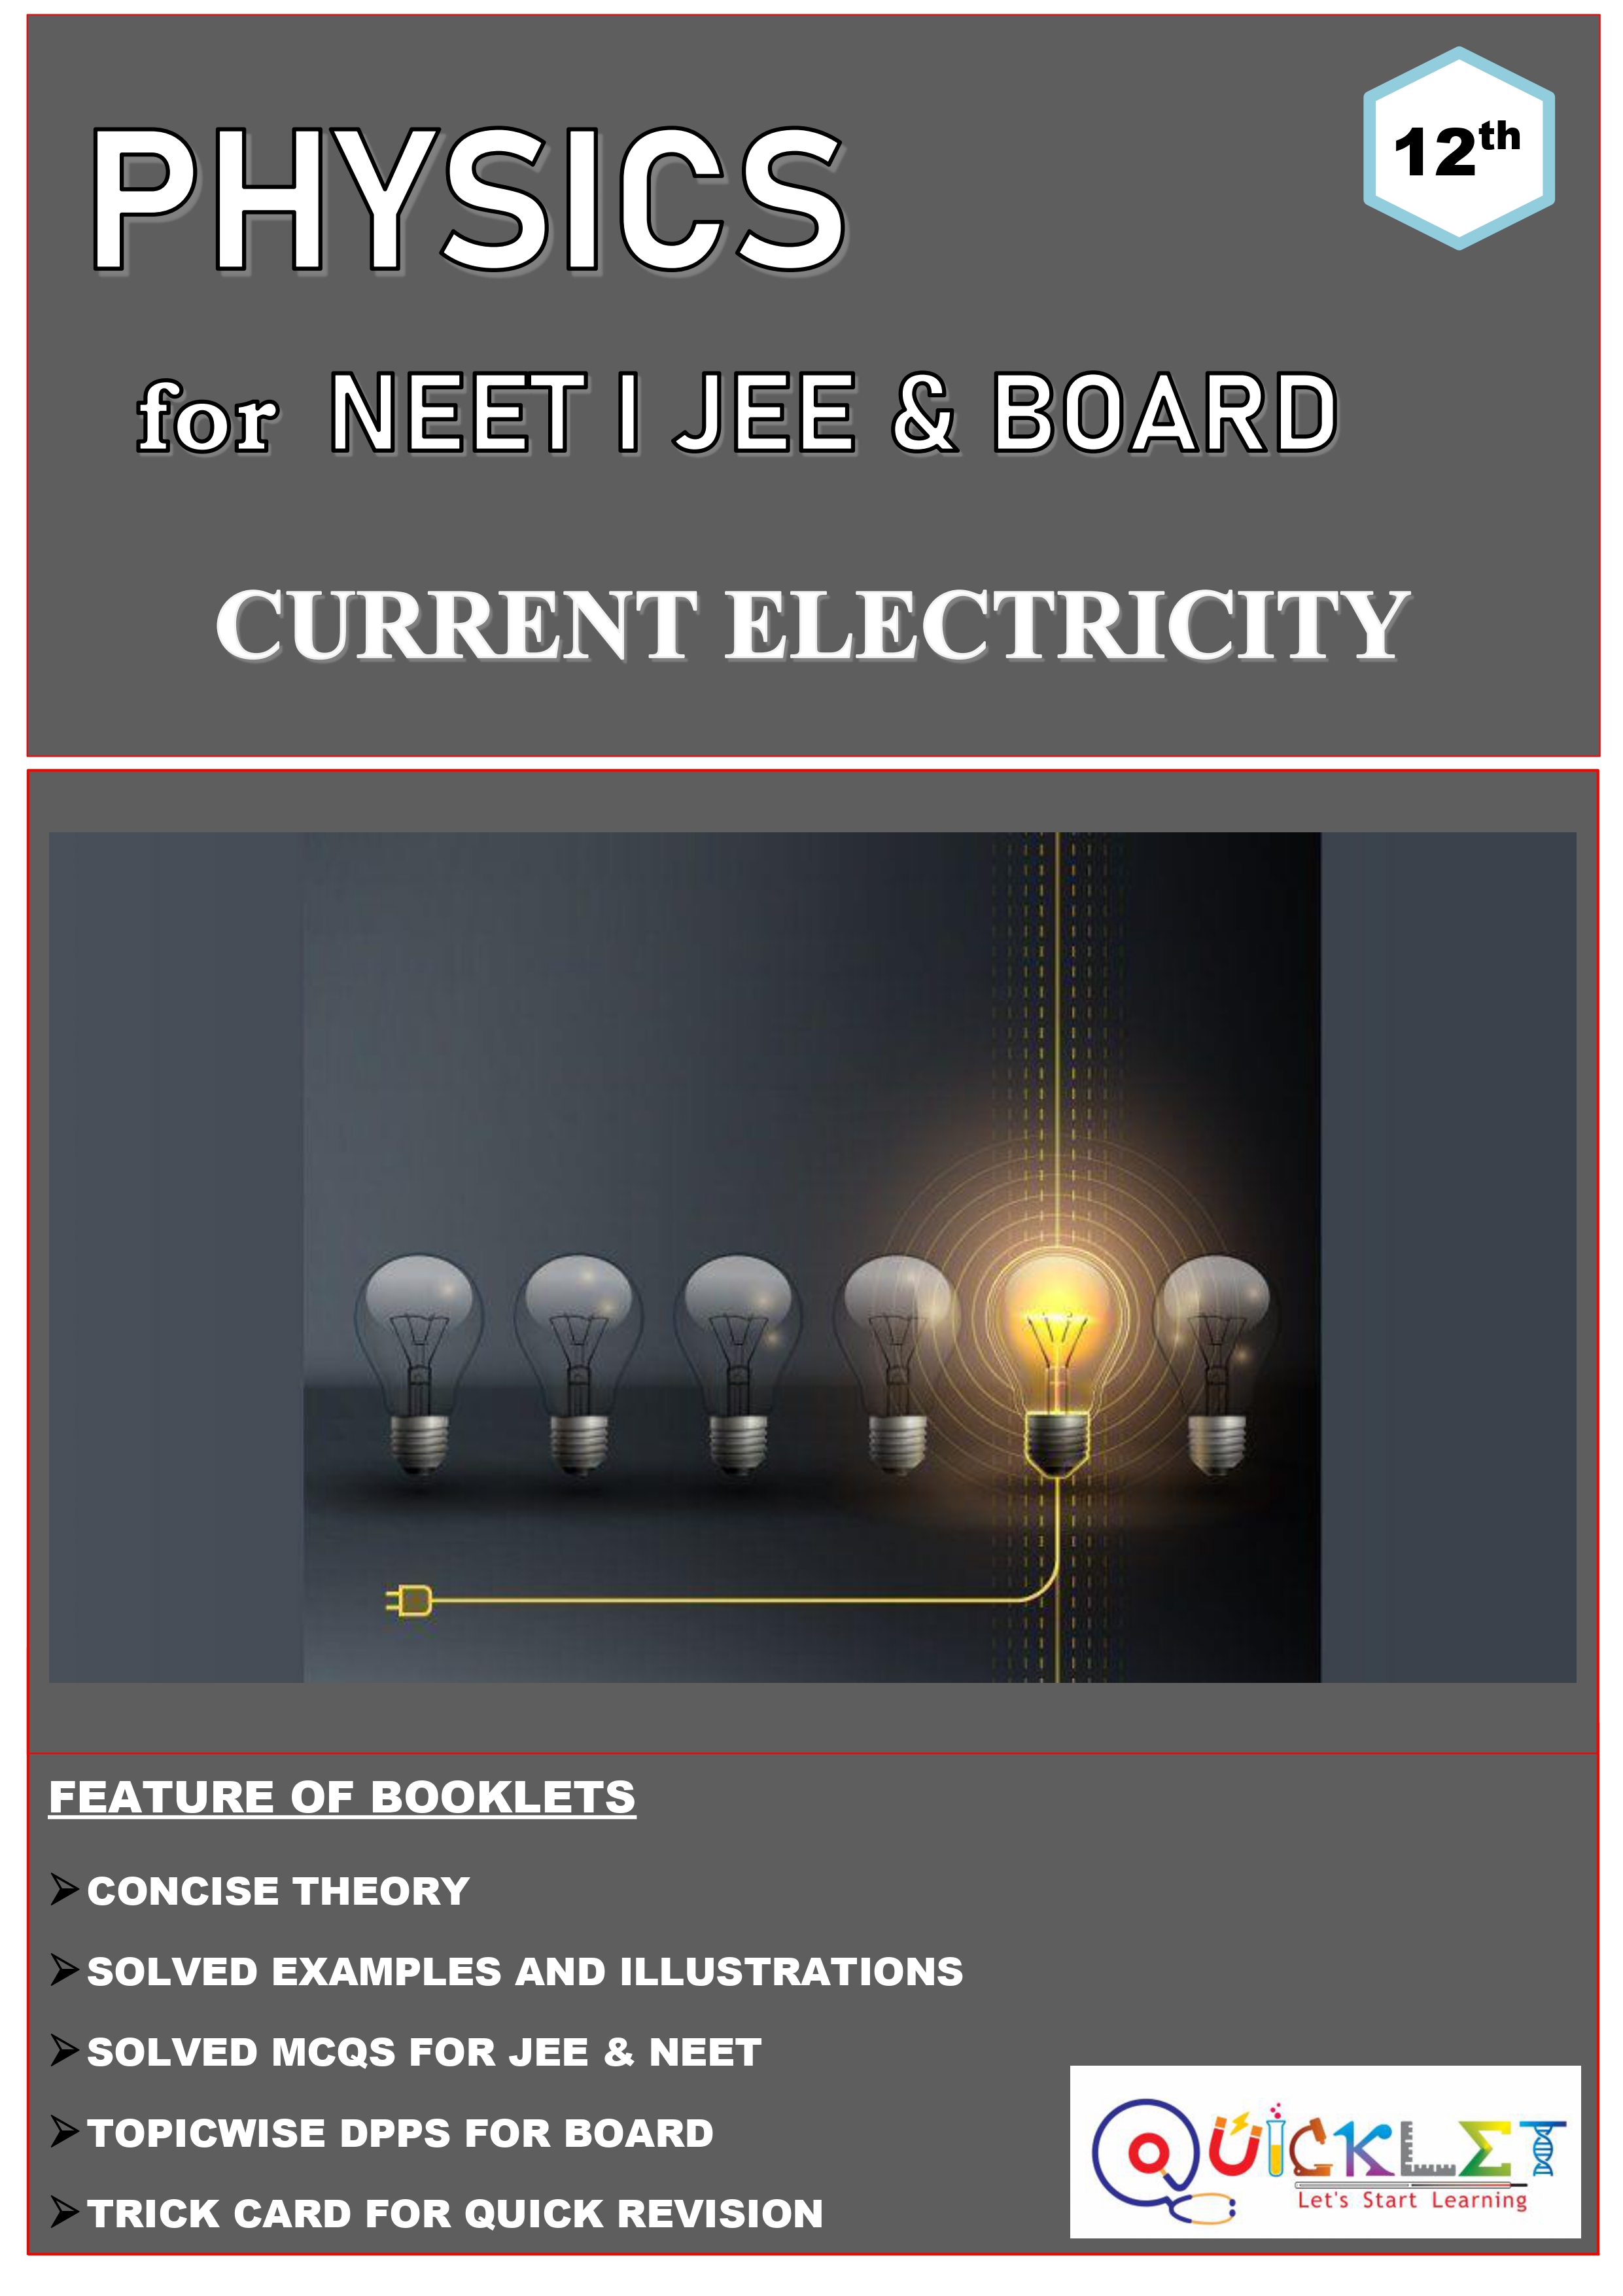 12th
PHYSICS
for NEET I JEE & BOARD
CURRENT ELECTRICITY
FEATURE OF BOOKLETS
➢ CONCISE THEORY
➢ SOLVED EXAMPLES AND ILLUSTRATIONS
➢ SOLVED MCQS FOR JEE & NEET
➢ TOPICWISE DPPS FOR BOARD
➢ TRICK CARD FOR QUICK REVISION
QUICKLET
Let's Start Learning